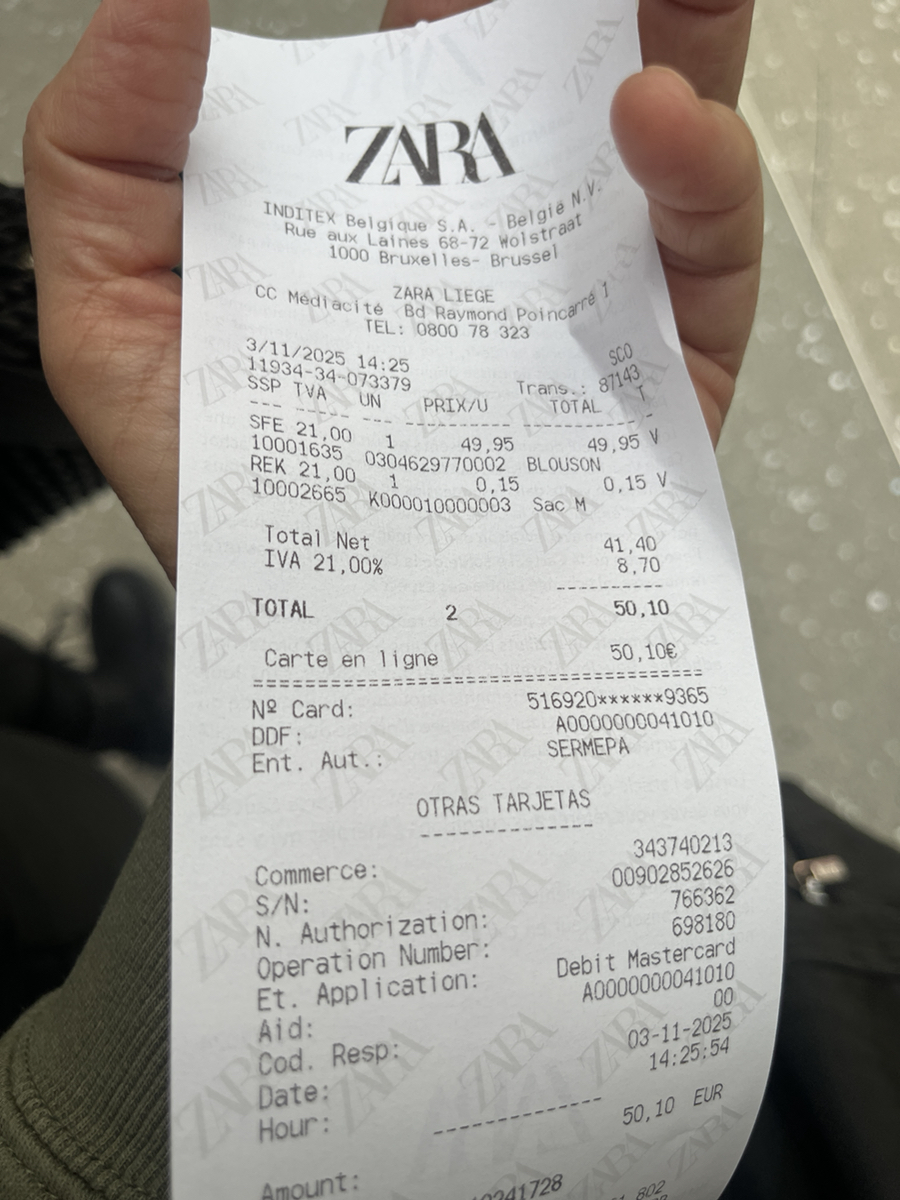 ZARA
INDITEX Belgique S.A. - België N.V.
Rue aux Laines 68-72 Wolstraat
1000 Bruxelles- Brussel
ZARA LIEGE
CC Médiacité Bd Raymond Poincarré 1
TEL: 0800 78 323
3/11/2025 14:25 SCO
11934-34-073379 Trans.: 87143
SSP TVA UN PRIX/U TOTAL T
--- ----- --- ---------- ---------- -
SFE 21,00 1 49,95 49,95 V
10001635 0304629770002 BLOUSON
REK 21,00 1 0,15 0,15 V
10002665 K000010000003 Sac M
Total Net 41,40
IVA 21,00% 8,70
----------
TOTAL 2 50,10
Carte en ligne 50,10€
==========================================
Nº Card: 516920******9365
DDF: A0000000041010
Ent. Aut.: SERMEPA
OTRAS TARJETAS
--------------
Commerce: 343740213
S/N: 00902852626
N. Authorization: 766362
Operation Number: 698180
Et. Application: Debit Mastercard
Aid: A0000000041010
Cod. Resp: 00
Date: 03-11-2025
Hour: 14:25:54
--------------
Amount: 50,10 EUR